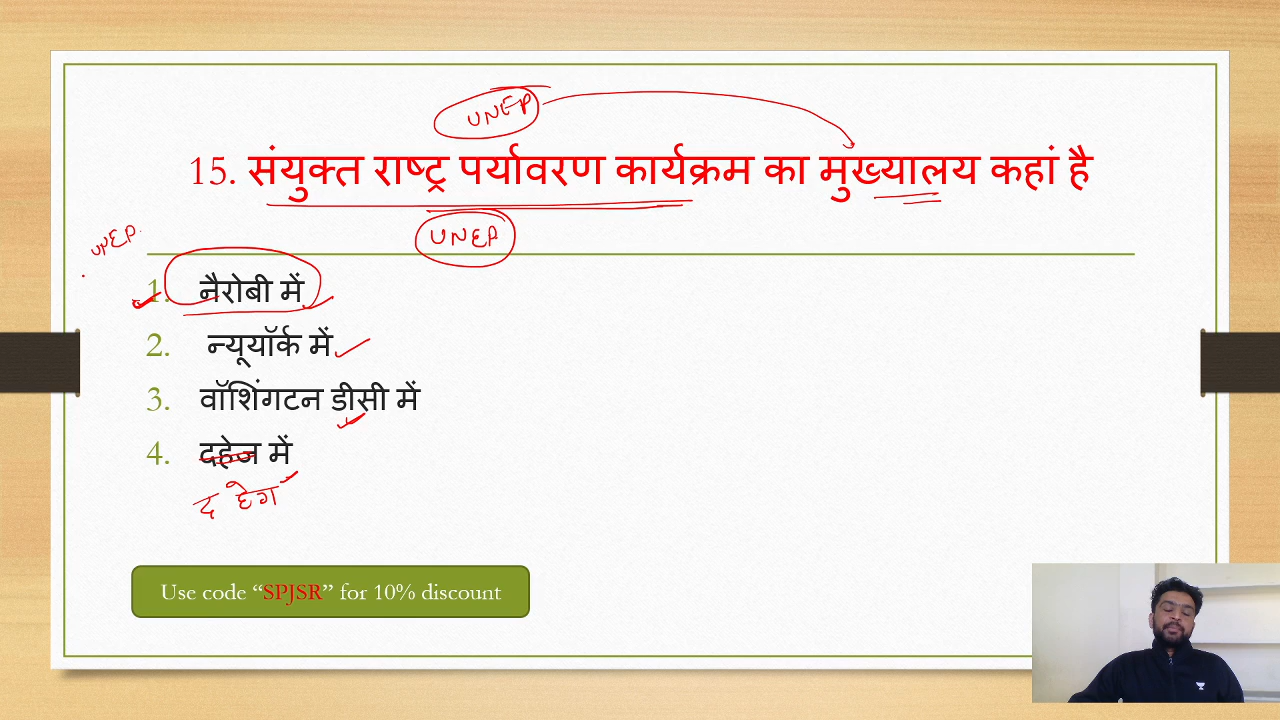 UNEP
15. संयुक्त राष्ट्र पर्यावरण कार्यक्रम का मुख्यालय कहां है
UNEP
UNEP
1. नैरोबी में
2. न्यूयॉर्क में
3. वॉशिंगटन डीसी में
4. दहेज में
द हेग
Use code “SPJSR” for 10% discount